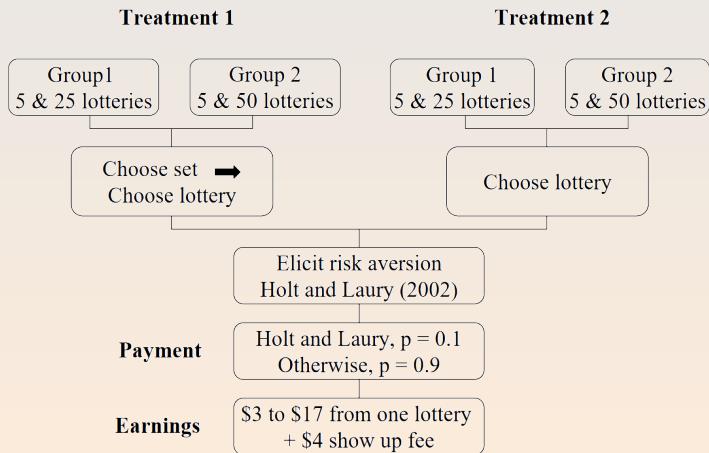 Treatment 1
Treatment 2
Group1
5 & 25 lotteries
Group 2
5 & 50 lotteries
Group 1
5 & 25 lotteries
Group 2
5 & 50 lotteries
Choose set
Choose lottery
Choose lottery
Elicit risk aversion
Holt and Laury (2002)
Payment
Holt and Laury, p = 0.1
Otherwise, p = 0.9
Earnings
$3 to $17 from one lottery
+ $4 show up fee